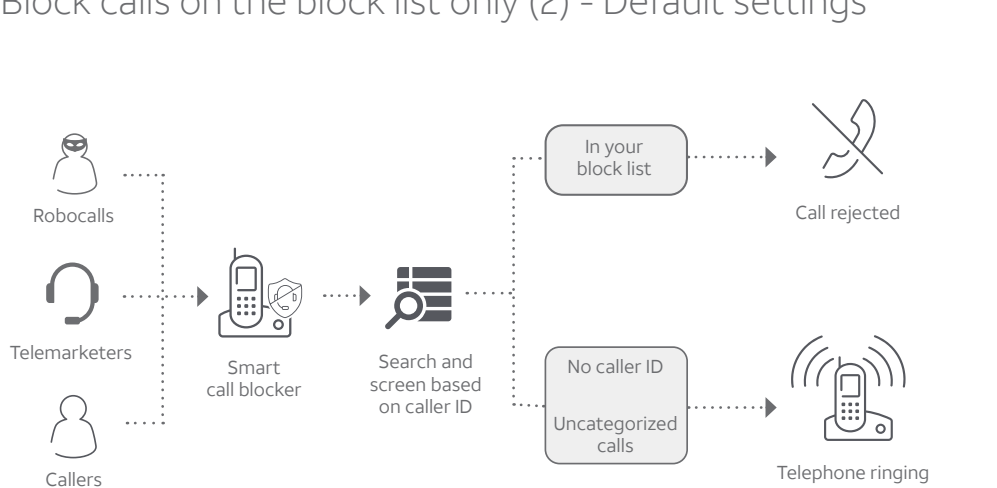 Block calls on the block list only (2) - Default settings
In your
block list
Robocalls
Call rejected
Telemarketers
Smart
call blocker
Search and
screen based
on caller ID
No caller ID
Uncategorized
calls
Callers
Telephone ringing